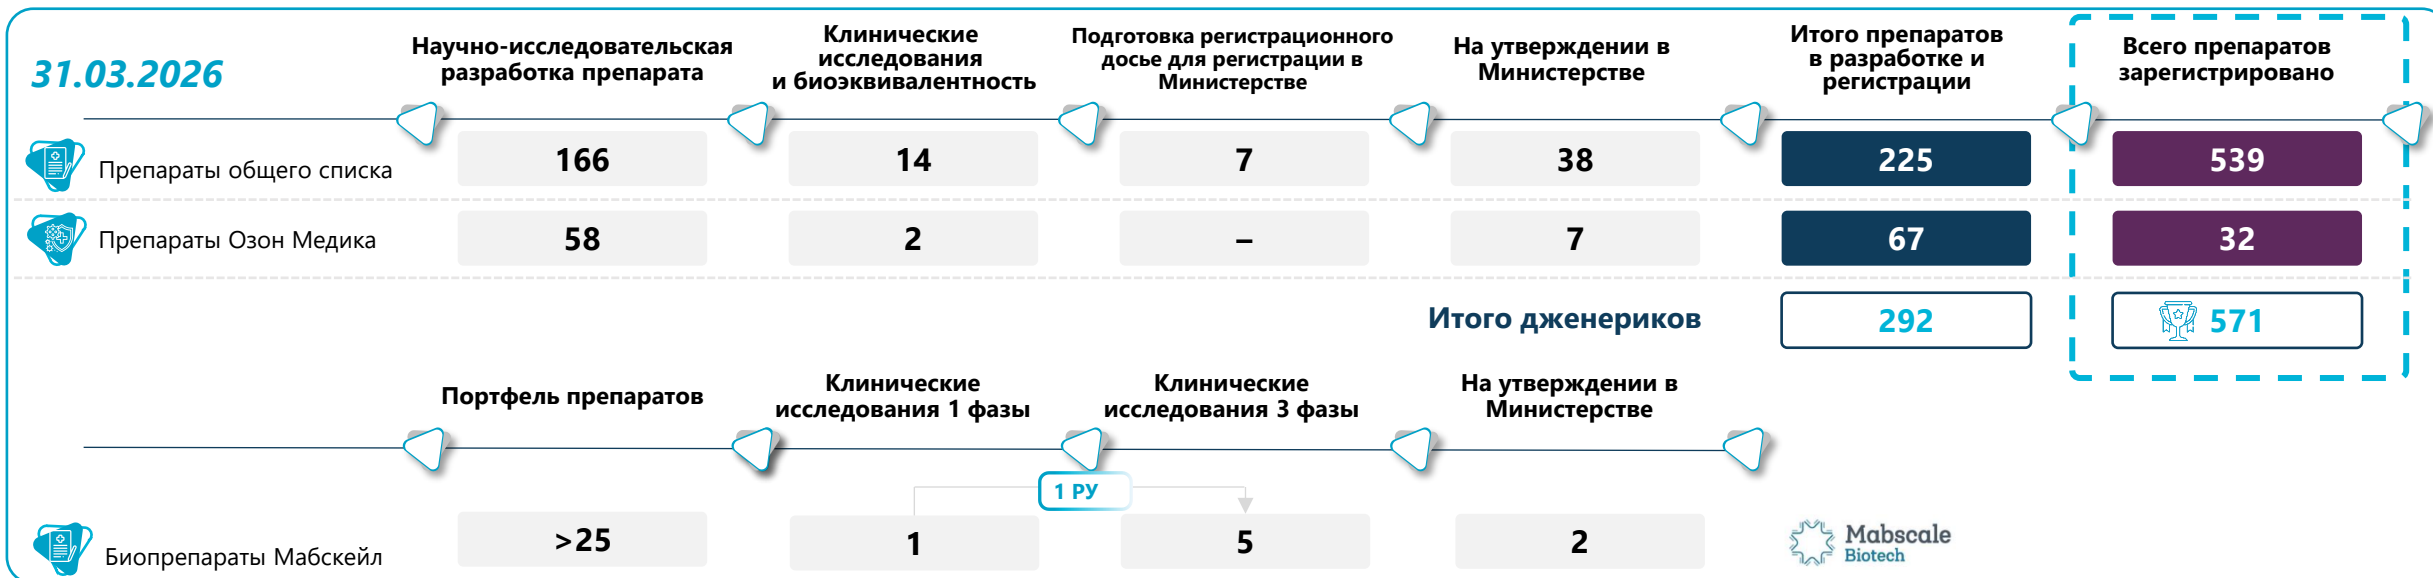 31.03.2026
Научно-исследовательская
разработка препарата
Клинические
исследования
и биоэквивалентность
Подготовка регистрационного
досье для регистрации в
Министерстве
На утверждении в
Министерстве
Итого препаратов
в разработке и
регистрации
Всего препаратов
зарегистрировано
Препараты общего списка
166
14
7
38
225
539
Препараты Озон Медика
58
2
–
7
67
32
Итого дженериков
292
571
Портфель препаратов
Клинические
исследования 1 фазы
Клинические
исследования 3 фазы
На утверждении в
Министерстве
1 РУ
Биопрепараты Мабскейл
>25
1
5
2
Mabscale
Biotech